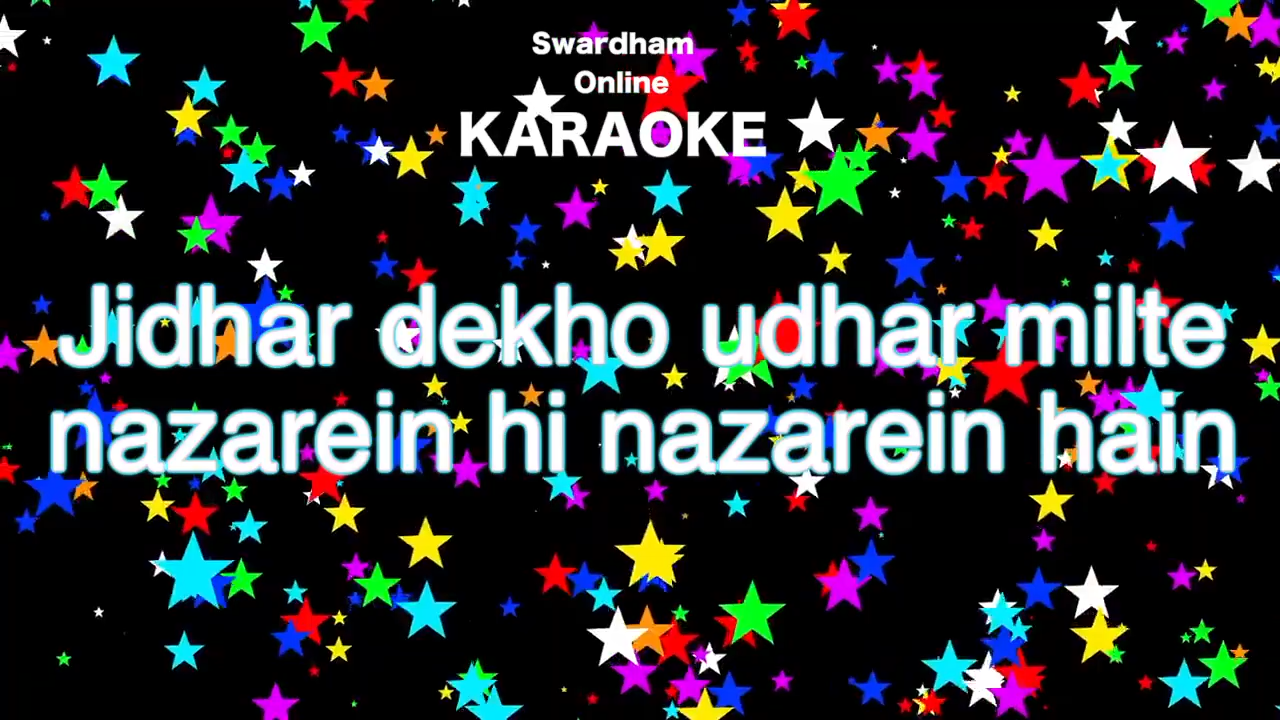 Swardham
Online
KARAOKE
Jidhar dekho udhar milte
nazarein hi nazarein hain